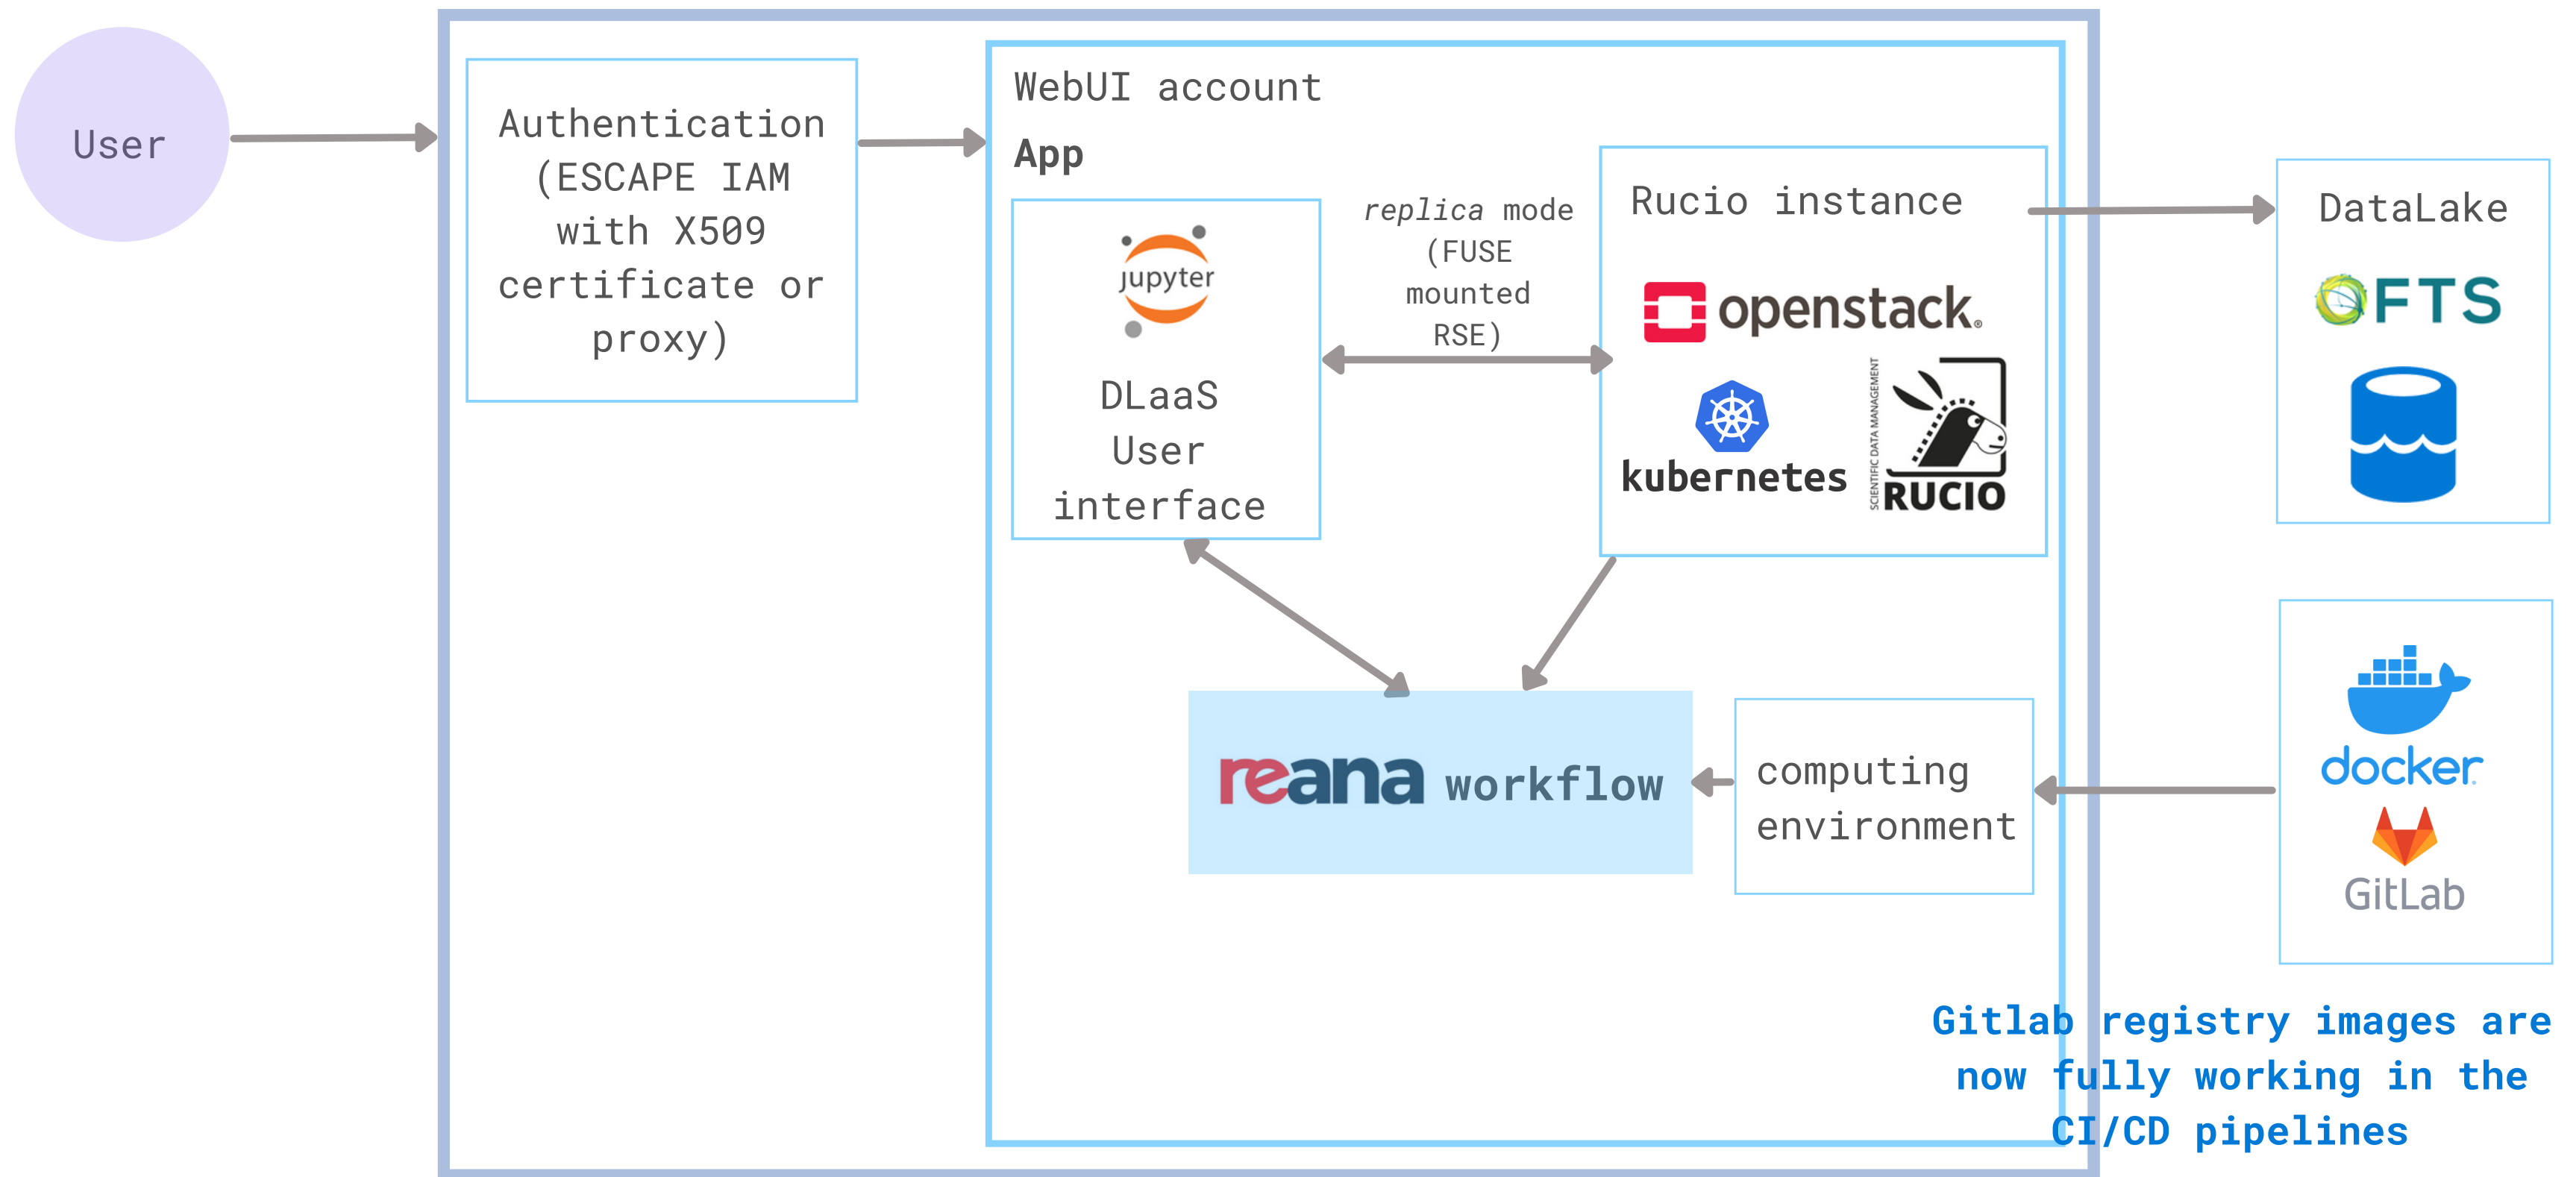 User
Authentication
(ESCAPE IAM
with X509
certificate or
proxy)
WebUI account
App
jupyter
DLaaS
User
interface
replica mode
(FUSE
mounted
RSE)
Rucio instance
openstack.
kubernetes
SCIENTIFIC DATA MANAGEMENT
RUCIO
DataLake
FTS
reana workflow
computing
environment
docker
GitLab
Gitlab registry images are
now fully working in the
CI/CD pipelines